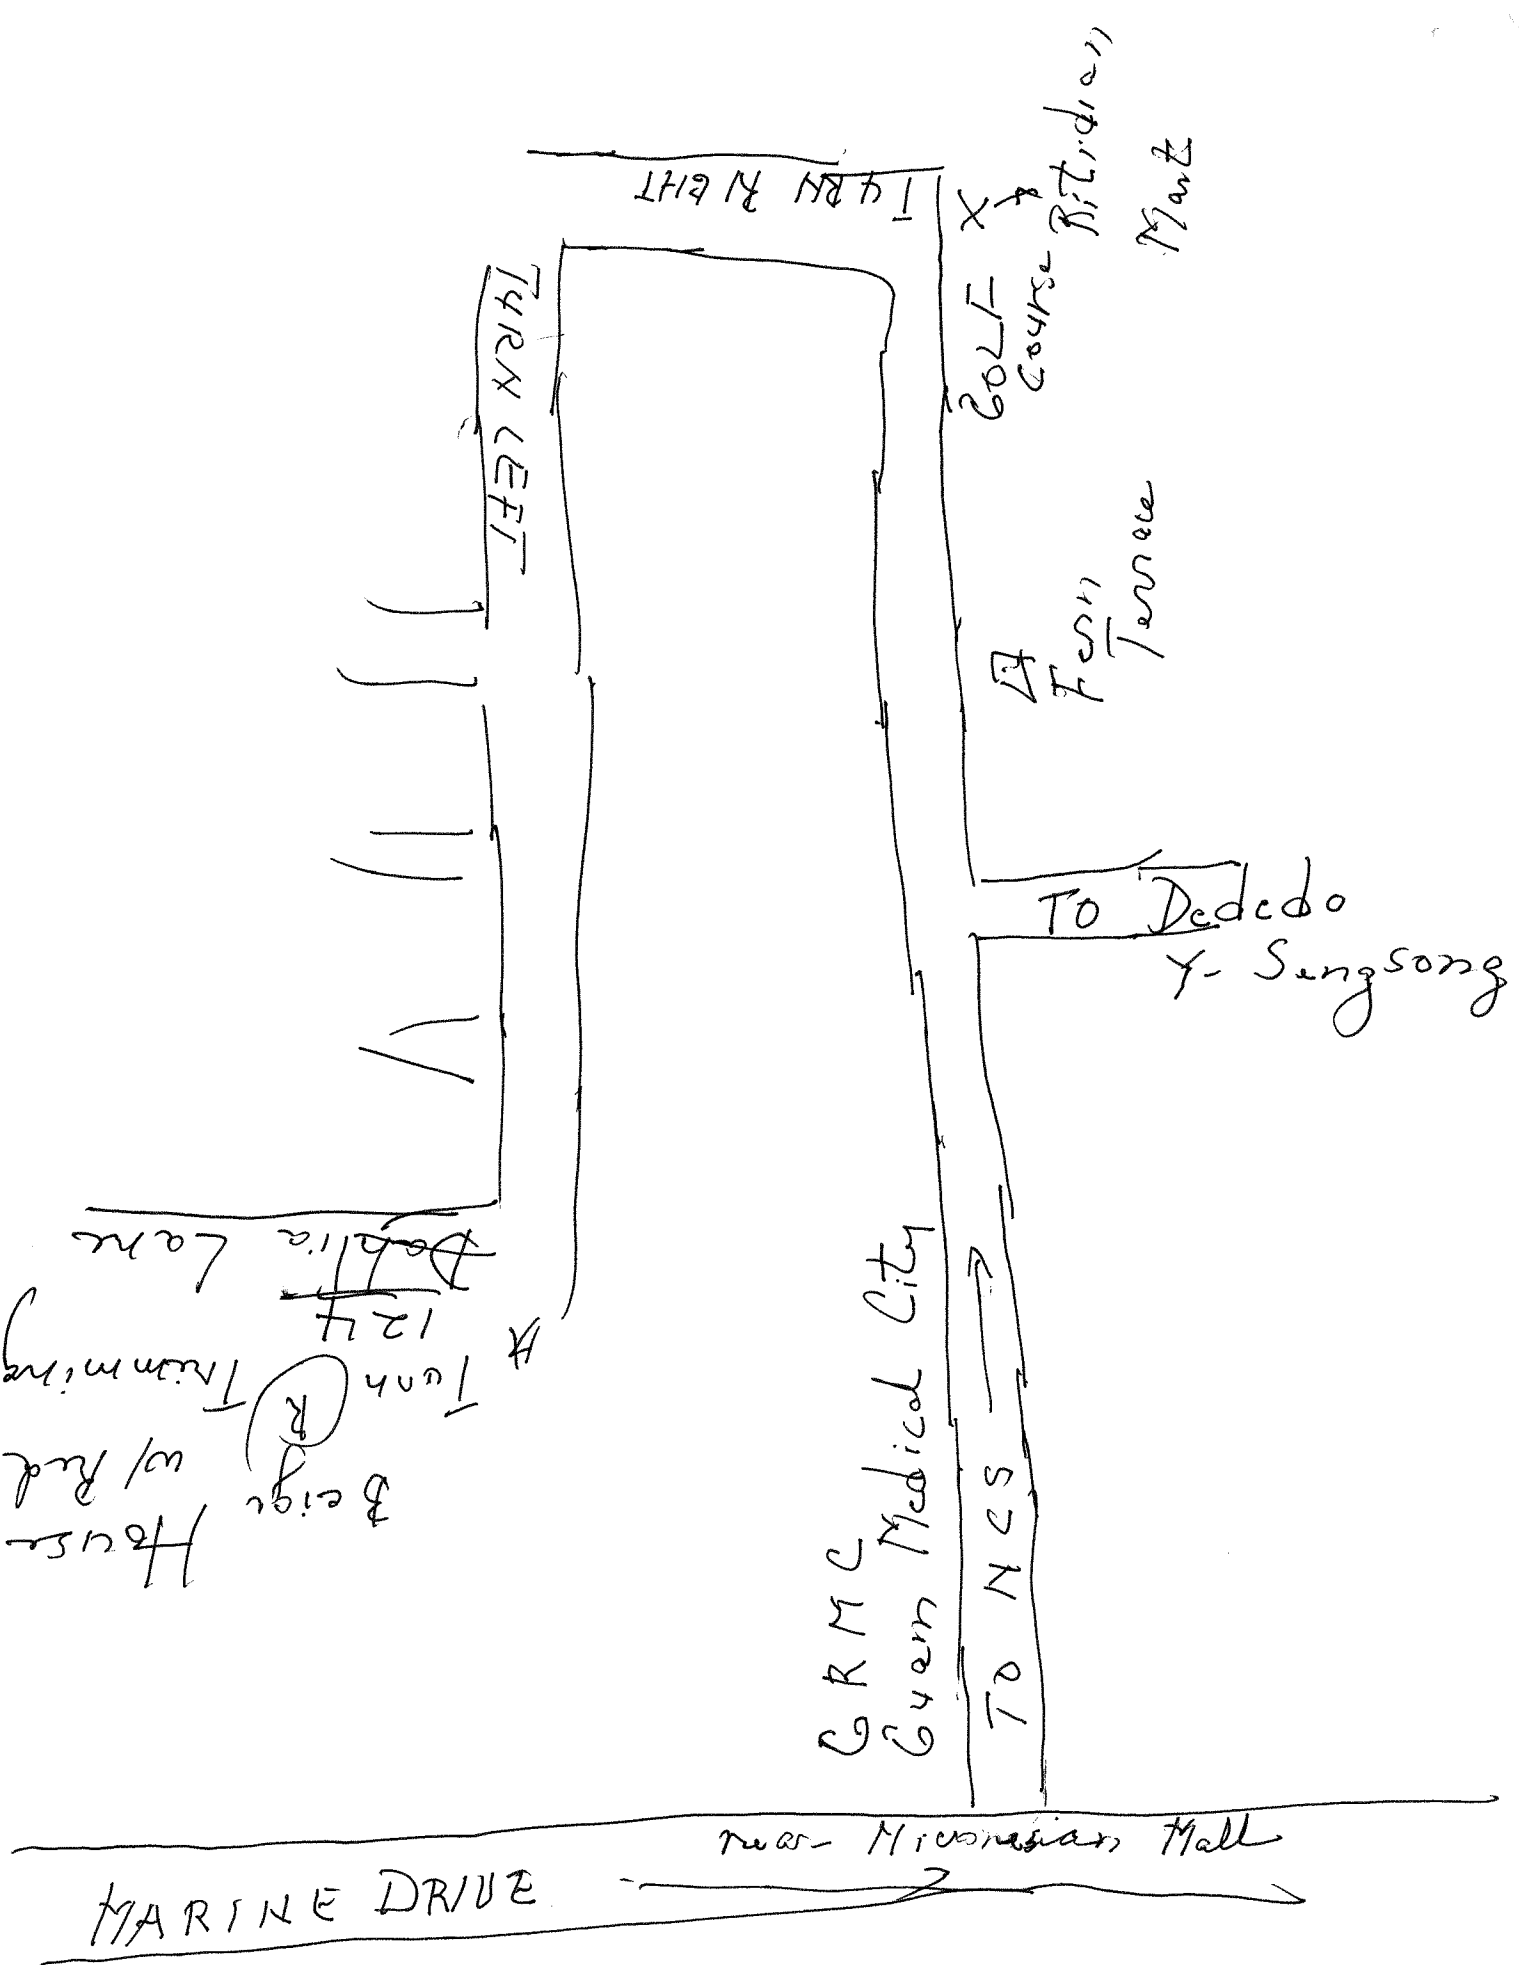 MARINE DRIVE
near Micronesian Mall
TO NCS
GRMC
Guam Medical City
TO Dededo
Y- Sengsong
Fern
Terrace
GOLF
Course
X
Ritidian
Mart
TURN RIGHT
TURN LEFT
Dahlia Lane
124
Turn R
Beige
House
w/ Red
Trimming